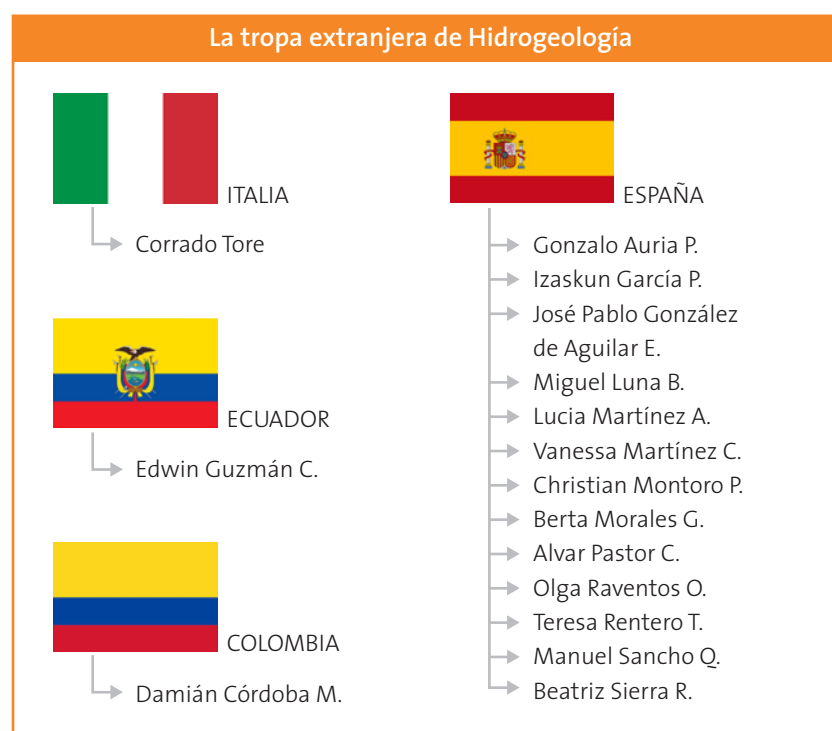 La tropa extranjera de Hidrogeología
ITALIA
Corrado Tore
ECUADOR
Edwin Guzmán C.
COLOMBIA
Damián Córdoba M.
ESPAÑA
Gonzalo Auria P.
Izaskun García P.
José Pablo González
de Aguilar E.
Miguel Luna B.
Lucia Martínez A.
Vanessa Martínez C.
Christian Montoro P.
Berta Morales G.
Alvar Pastor C.
Olga Raventos O.
Teresa Rentero T.
Manuel Sancho Q.
Beatriz Sierra R.